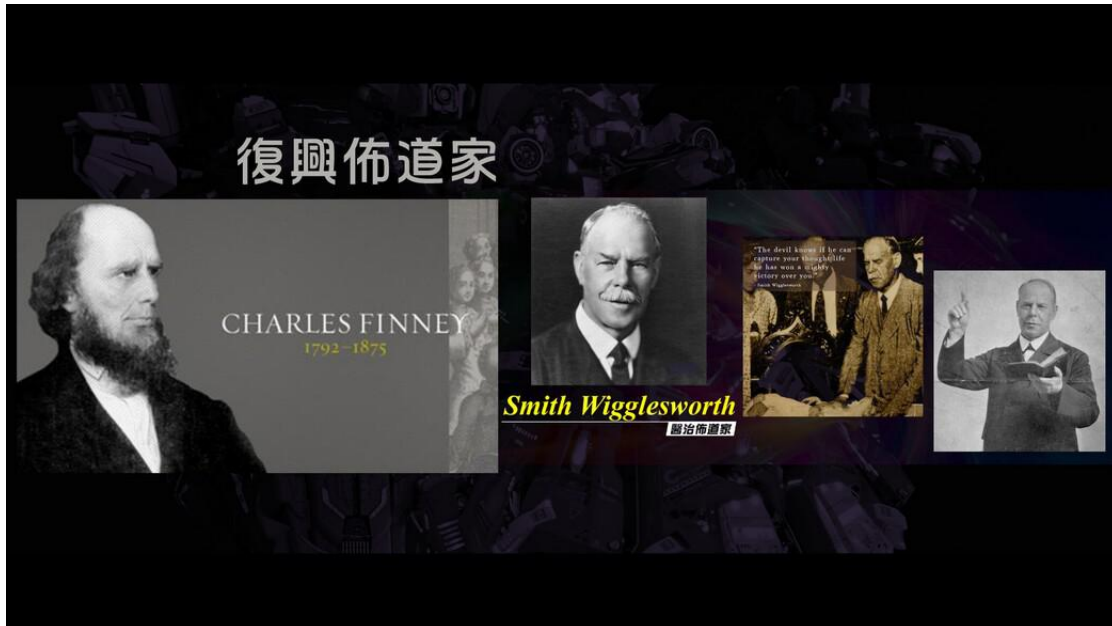 復興佈道家
CHARLES FINNEY
1792–1875
Smith Wigglesworth
醫治佈道家
"The devil knows if he can
capture your thought life
he has won a mighty
victory over you."
- Smith Wigglesworth